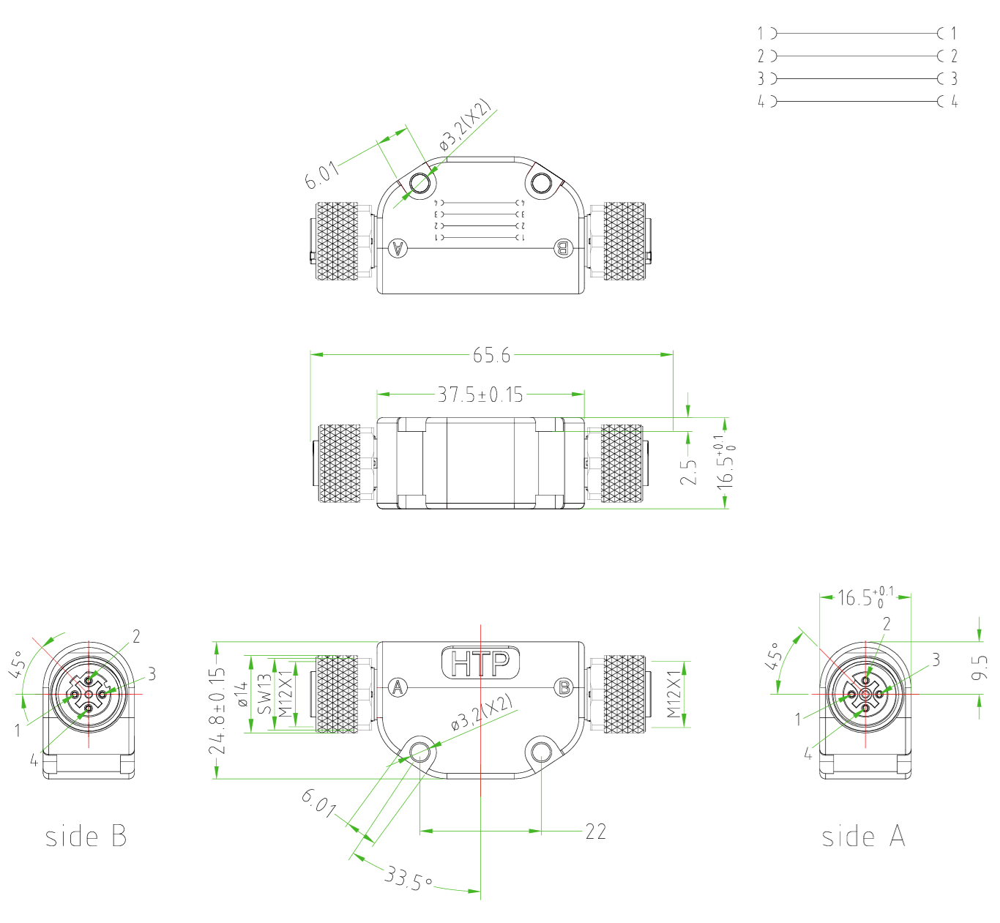 1 1
2 2
3 3
4 4
6.01
ø3,2(X2)
4 4
3 3
2 2
1 1
A B
65.6
37.5±0.15
2.5
16.5+0.1 0
45°
2
3
1
4
side B
24.8±0.15
ø14
SW13
M12X1
HTP
A B
ø3,2(X2)
M12X1
6.01
22
33.5°
16.5+0.1 0
45°
2
3
1
4
9.5
side A